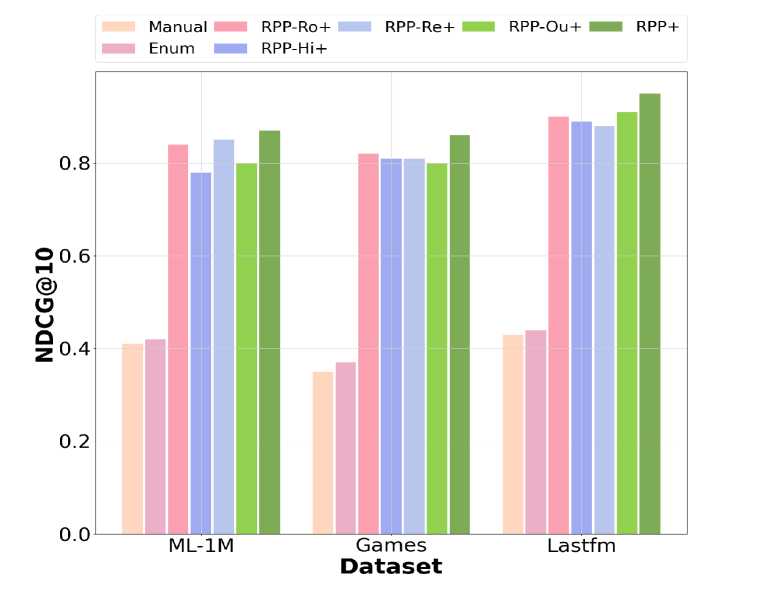 Manual RPP-Ro+ RPP-Re+ RPP-Ou+ RPP+
Enum RPP-Hi+
NDCG@10
0.8
0.6
0.4
0.2
0.0
ML-1M Games Lastfm
Dataset